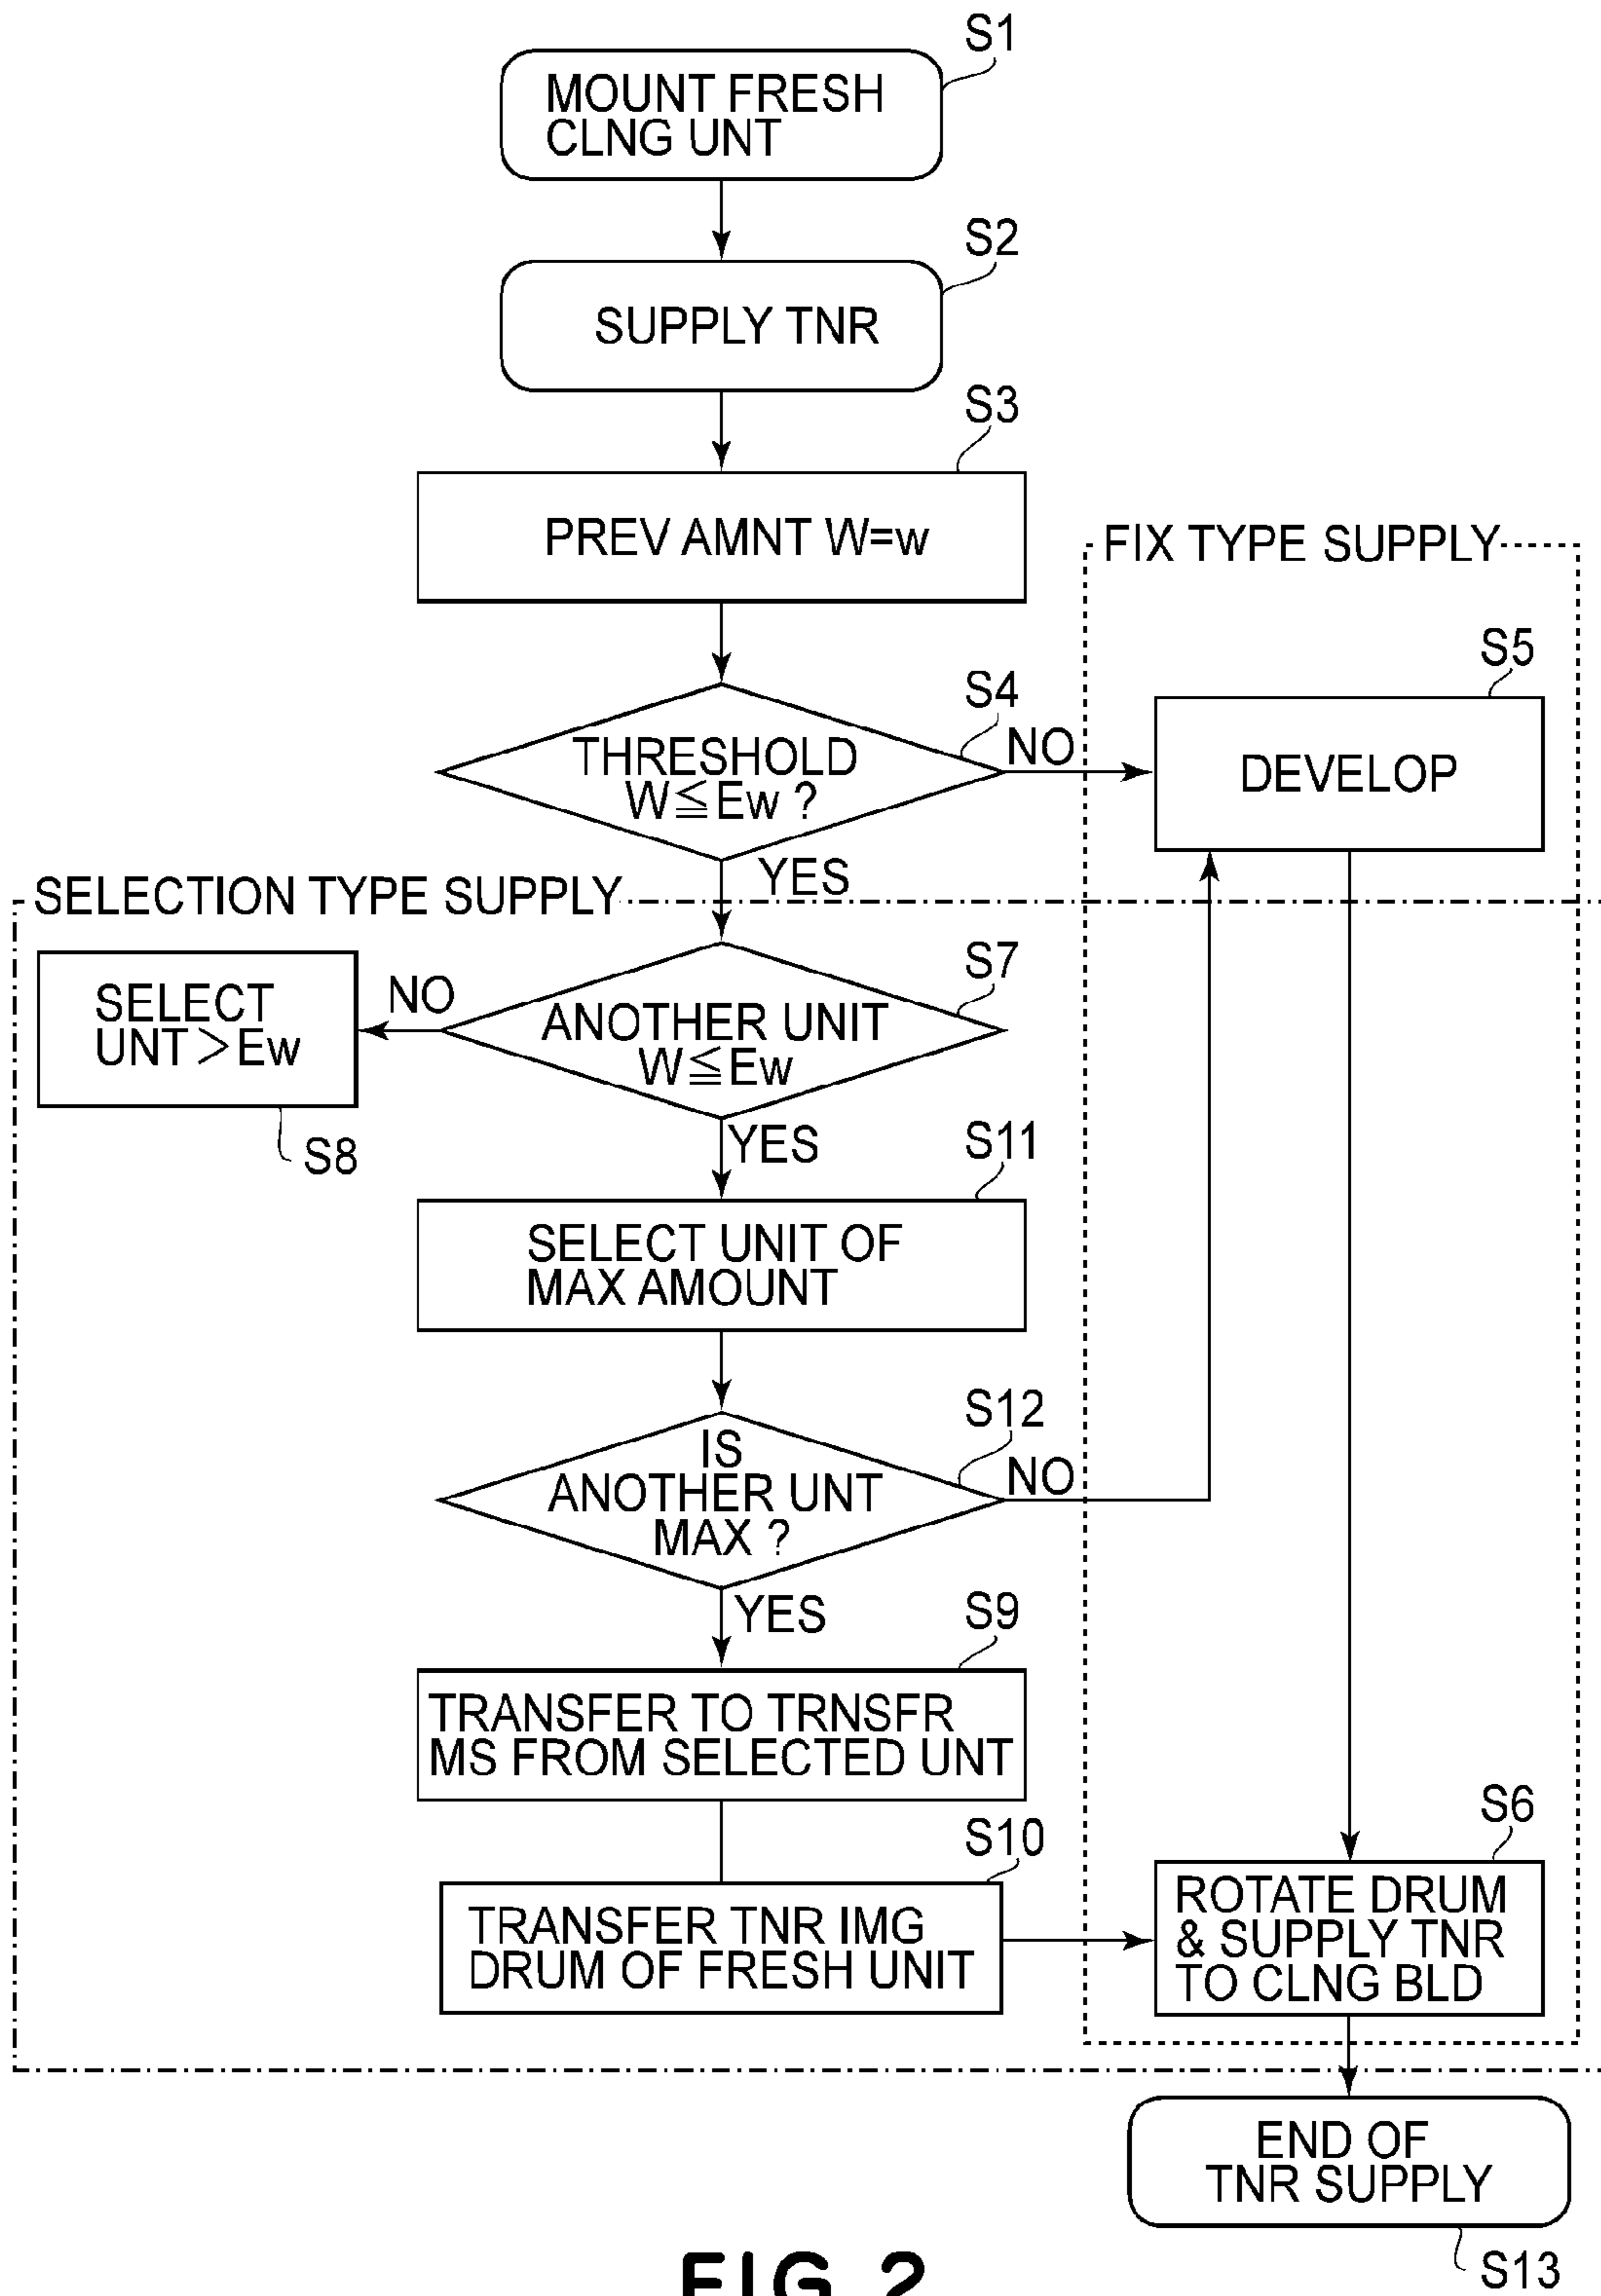 S1
MOUNT FRESH
CLNG UNT
S2
SUPPLY TNR
S3
PREV AMNT W=w
FIX TYPE SUPPLY
S4
THRESHOLD
W≦Ew ?
NO
S5
DEVELOP
YES
SELECTION TYPE SUPPLY
S7
ANOTHER UNIT
W≦Ew
NO
SELECT
UNT＞Ew
S8
YES
S11
SELECT UNIT OF
MAX AMOUNT
S12
IS
ANOTHER UNT
MAX ?
NO
YES
S9
TRANSFER TO TRNSFR
MS FROM SELECTED UNT
S10
TRANSFER TNR IMG
DRUM OF FRESH UNIT
S6
ROTATE DRUM
& SUPPLY TNR
TO CLNG BLD
END OF
TNR SUPPLY
S13
FIG.2